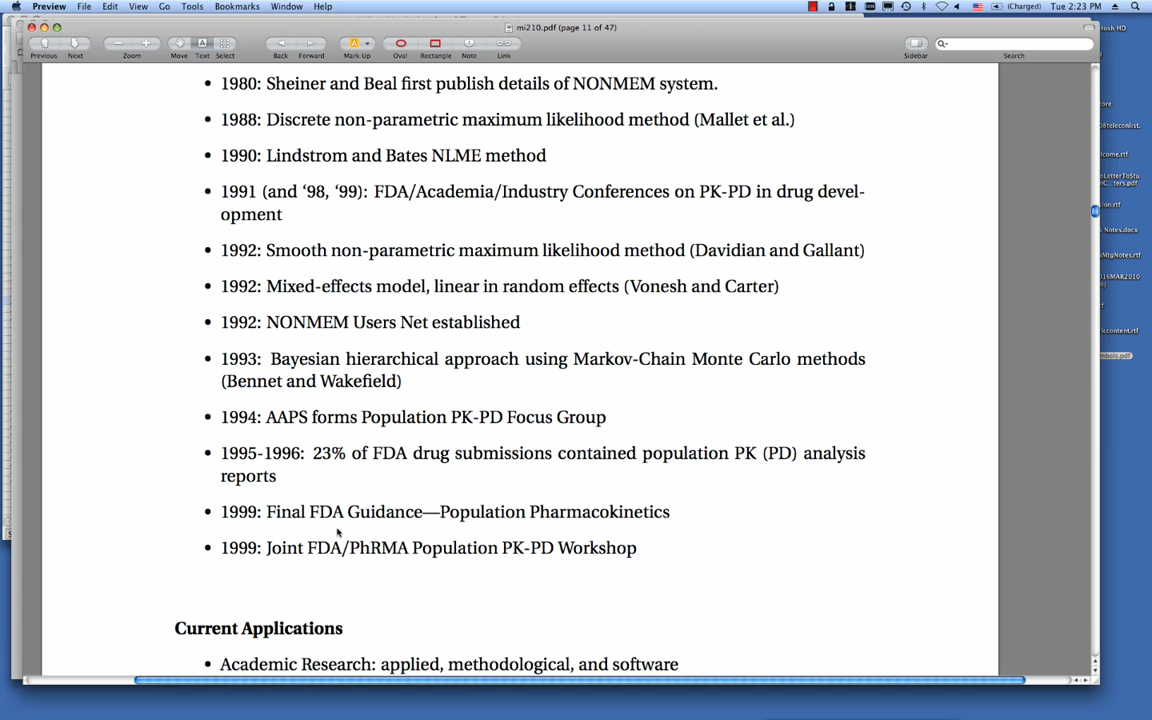 Preview File Edit View Go Tools Bookmarks Window Help (Charged) Tue 2:23 PM
mi210.pdf (page 11 of 47)
Previous Next Zoom Move Text Select Back Forward Mark Up Oval Rectangle Note Link Sidebar Search
• 1980: Sheiner and Beal first publish details of NONMEM system.
• 1988: Discrete non-parametric maximum likelihood method (Mallet et al.)
• 1990: Lindstrom and Bates NLME method
• 1991 (and ‘98, ‘99): FDA/Academia/Industry Conferences on PK-PD in drug devel-
opment
• 1992: Smooth non-parametric maximum likelihood method (Davidian and Gallant)
• 1992: Mixed-effects model, linear in random effects (Vonesh and Carter)
• 1992: NONMEM Users Net established
• 1993: Bayesian hierarchical approach using Markov-Chain Monte Carlo methods
(Bennet and Wakefield)
• 1994: AAPS forms Population PK-PD Focus Group
• 1995-1996: 23% of FDA drug submissions contained population PK (PD) analysis
reports
• 1999: Final FDA Guidance—Population Pharmacokinetics
• 1999: Joint FDA/PhRMA Population PK-PD Workshop
Current Applications
• Academic Research: applied, methodological, and software